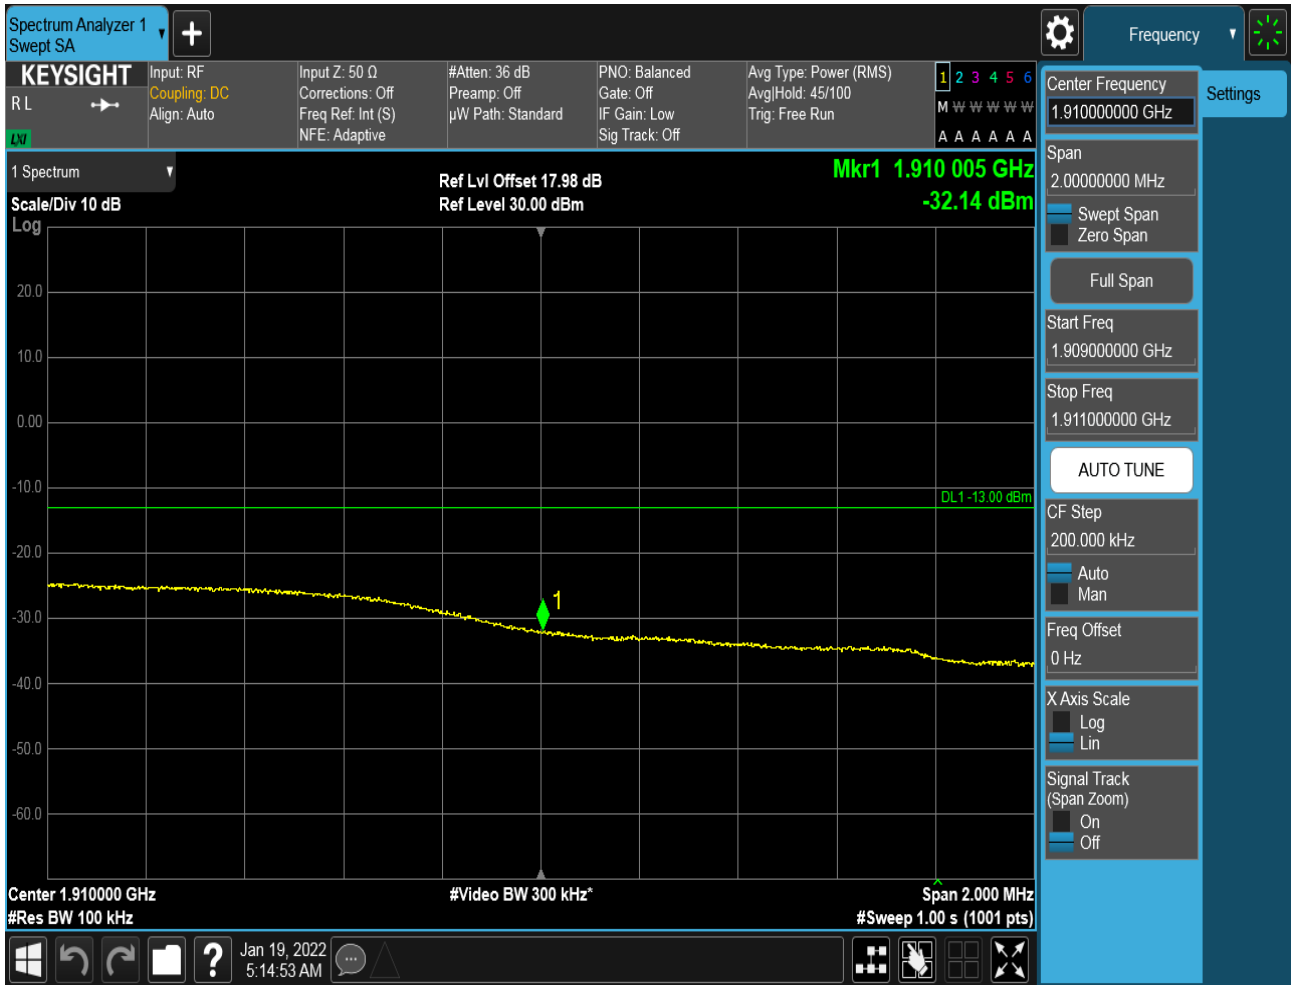 Spectrum Analyzer 1
Swept SA
Frequency
KEYSIGHT
R L
LXI
Input: RF
Coupling: DC
Align: Auto
Input Z: 50 Ω
Corrections: Off
Freq Ref: Int (S)
NFE: Adaptive
#Atten: 36 dB
Preamp: Off
µW Path: Standard
PNO: Balanced
Gate: Off
IF Gain: Low
Sig Track: Off
Avg Type: Power (RMS)
Avg|Hold: 45/100
Trig: Free Run
1 2 3 4 5 6
M W W W W W
A A A A A A
1 Spectrum
Scale/Div 10 dB
Log
Ref Lvl Offset 17.98 dB
Ref Level 30.00 dBm
Mkr1 1.910 005 GHz
-32.14 dBm
20.0
10.0
0.00
-10.0
DL1 -13.00 dBm
-20.0
1
-30.0
-40.0
-50.0
-60.0
Center 1.910000 GHz
#Res BW 100 kHz
#Video BW 300 kHz*
Span 2.000 MHz
#Sweep 1.00 s (1001 pts)
Jan 19, 2022
5:14:53 AM
?
Center Frequency
1.910000000 GHz
Settings
Span
2.00000000 MHz
Swept Span
Zero Span
Full Span
Start Freq
1.909000000 GHz
Stop Freq
1.911000000 GHz
AUTO TUNE
CF Step
200.000 kHz
Auto
Man
Freq Offset
0 Hz
X Axis Scale
Log
Lin
Signal Track
(Span Zoom)
On
Off